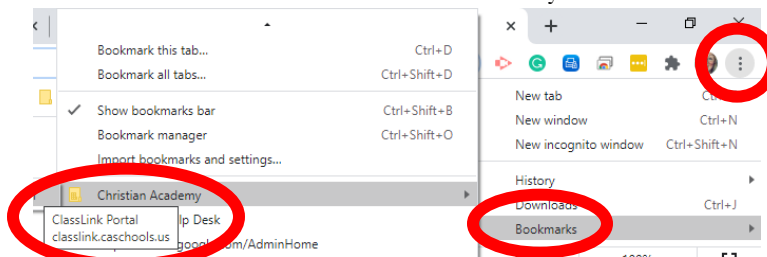 Bookmark this tab... Ctrl+D
Bookmark all tabs... Ctrl+Shift+D
Show bookmarks bar Ctrl+Shift+B
Bookmark manager Ctrl+Shift+O
Import bookmarks and settings...
Christian Academy
ClassLink Portal
classlink.caschools.us
lp Desk
google.com/AdminHome
New tab
New window Ctrl+N
New incognito window Ctrl+Shift+N
History
Downloads Ctrl+J
Bookmarks